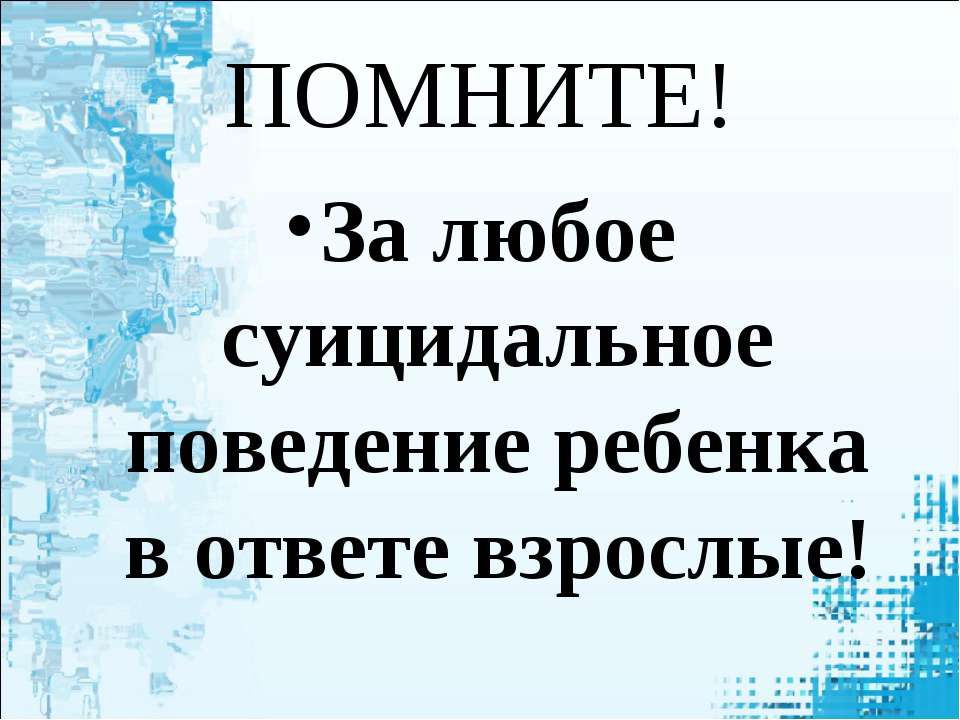 ПОМНИТЕ!
• За любое
суицидальное
поведение ребенка
в ответе взрослые!